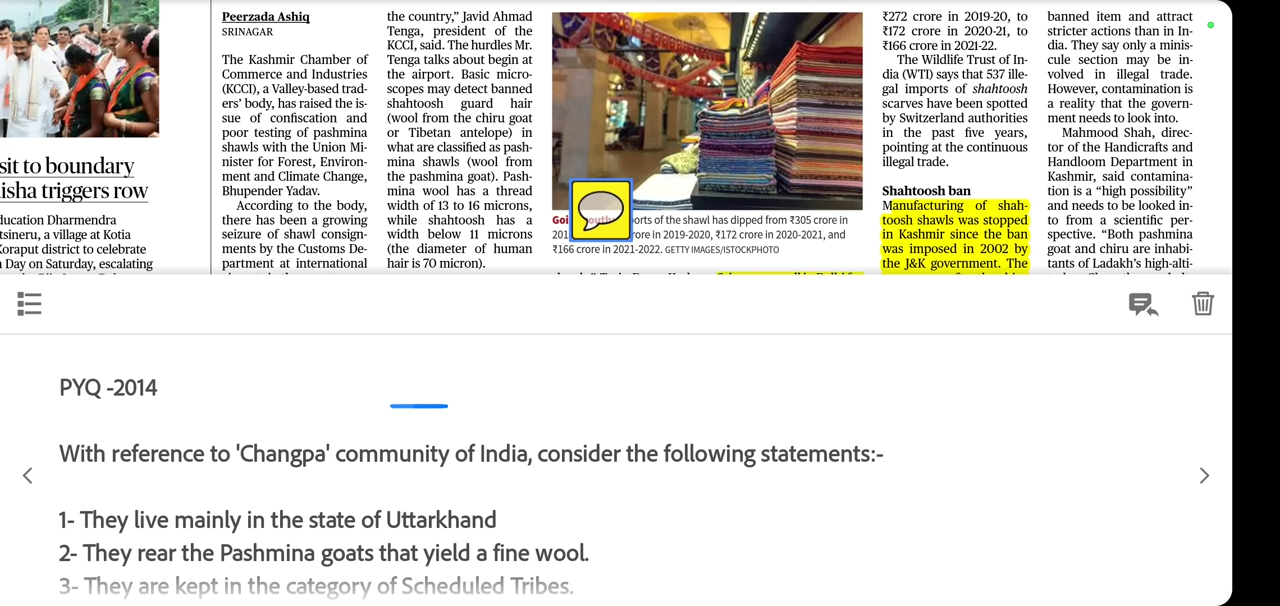 sit to boundary
isha triggers row
ducation Dharmendra
tsineru, a village at Kotia
Koraput district to celebrate
Day on Saturday, escalating
Peerzada Ashiq
SRINAGAR
The Kashmir Chamber of
Commerce and Industries
(KCCI), a Valley-based trad-
ers' body, has raised the is-
sue of confiscation and
poor testing of pashmina
shawls with the Union Mi-
nister for Forest, Environ-
ment and Climate Change,
Bhupender Yadav.
According to the body,
there has been a growing
seizure of shawl consign-
ments by the Customs De-
partment at international
the country," Javid Ahmad
Tenga, president of the
KCCI, said. The hurdles Mr.
Tenga talks about begin at
the airport. Basic micro-
scopes may detect banned
shahtoosh guard hair
(wool from the chiru goat
or Tibetan antelope) in
what are classified as pash-
mina shawls (wool from
the pashmina goat). Pash-
mina wool has a thread
width of 13 to 16 microns,
while shahtoosh has a
width below 11 microns
(the diameter of human
hair is 70 micron).
Goi orts of the shawl has dipped from ₹305 crore in
201 rore in 2019-2020, ₹172 crore in 2020-2021, and
₹166 crore in 2021-2022. GETTY IMAGES/ISTOCKPHOTO
₹272 crore in 2019-20, to
₹172 crore in 2020-21, to
₹166 crore in 2021-22.
The Wildlife Trust of In-
dia (WTI) says that 537 ille-
gal imports of shahtoosh
scarves have been spotted
by Switzerland authorities
in the past five years,
pointing at the continuous
illegal trade.
Shahtoosh ban
Manufacturing of shah-
toosh shawls was stopped
in Kashmir since the ban
was imposed in 2002 by
the J&K government. The
banned item and attract
stricter actions than in In-
dia. They say only a minis-
cule section may be in-
volved in illegal trade.
However, contamination is
a reality that the govern-
ment needs to look into.
Mahmood Shah, direc-
tor of the Handicrafts and
Handloom Department in
Kashmir, said contamina-
tion is a "high possibility"
and needs to be looked in-
to from a scientific per-
spective. "Both pashmina
goat and chiru are inhabi-
tants of Ladakh's high-alti-
PYQ -2014
With reference to 'Changpa' community of India, consider the following statements:-
1- They live mainly in the state of Uttarkhand
2- They rear the Pashmina goats that yield a fine wool.
3- They are kept in the category of Scheduled Tribes.